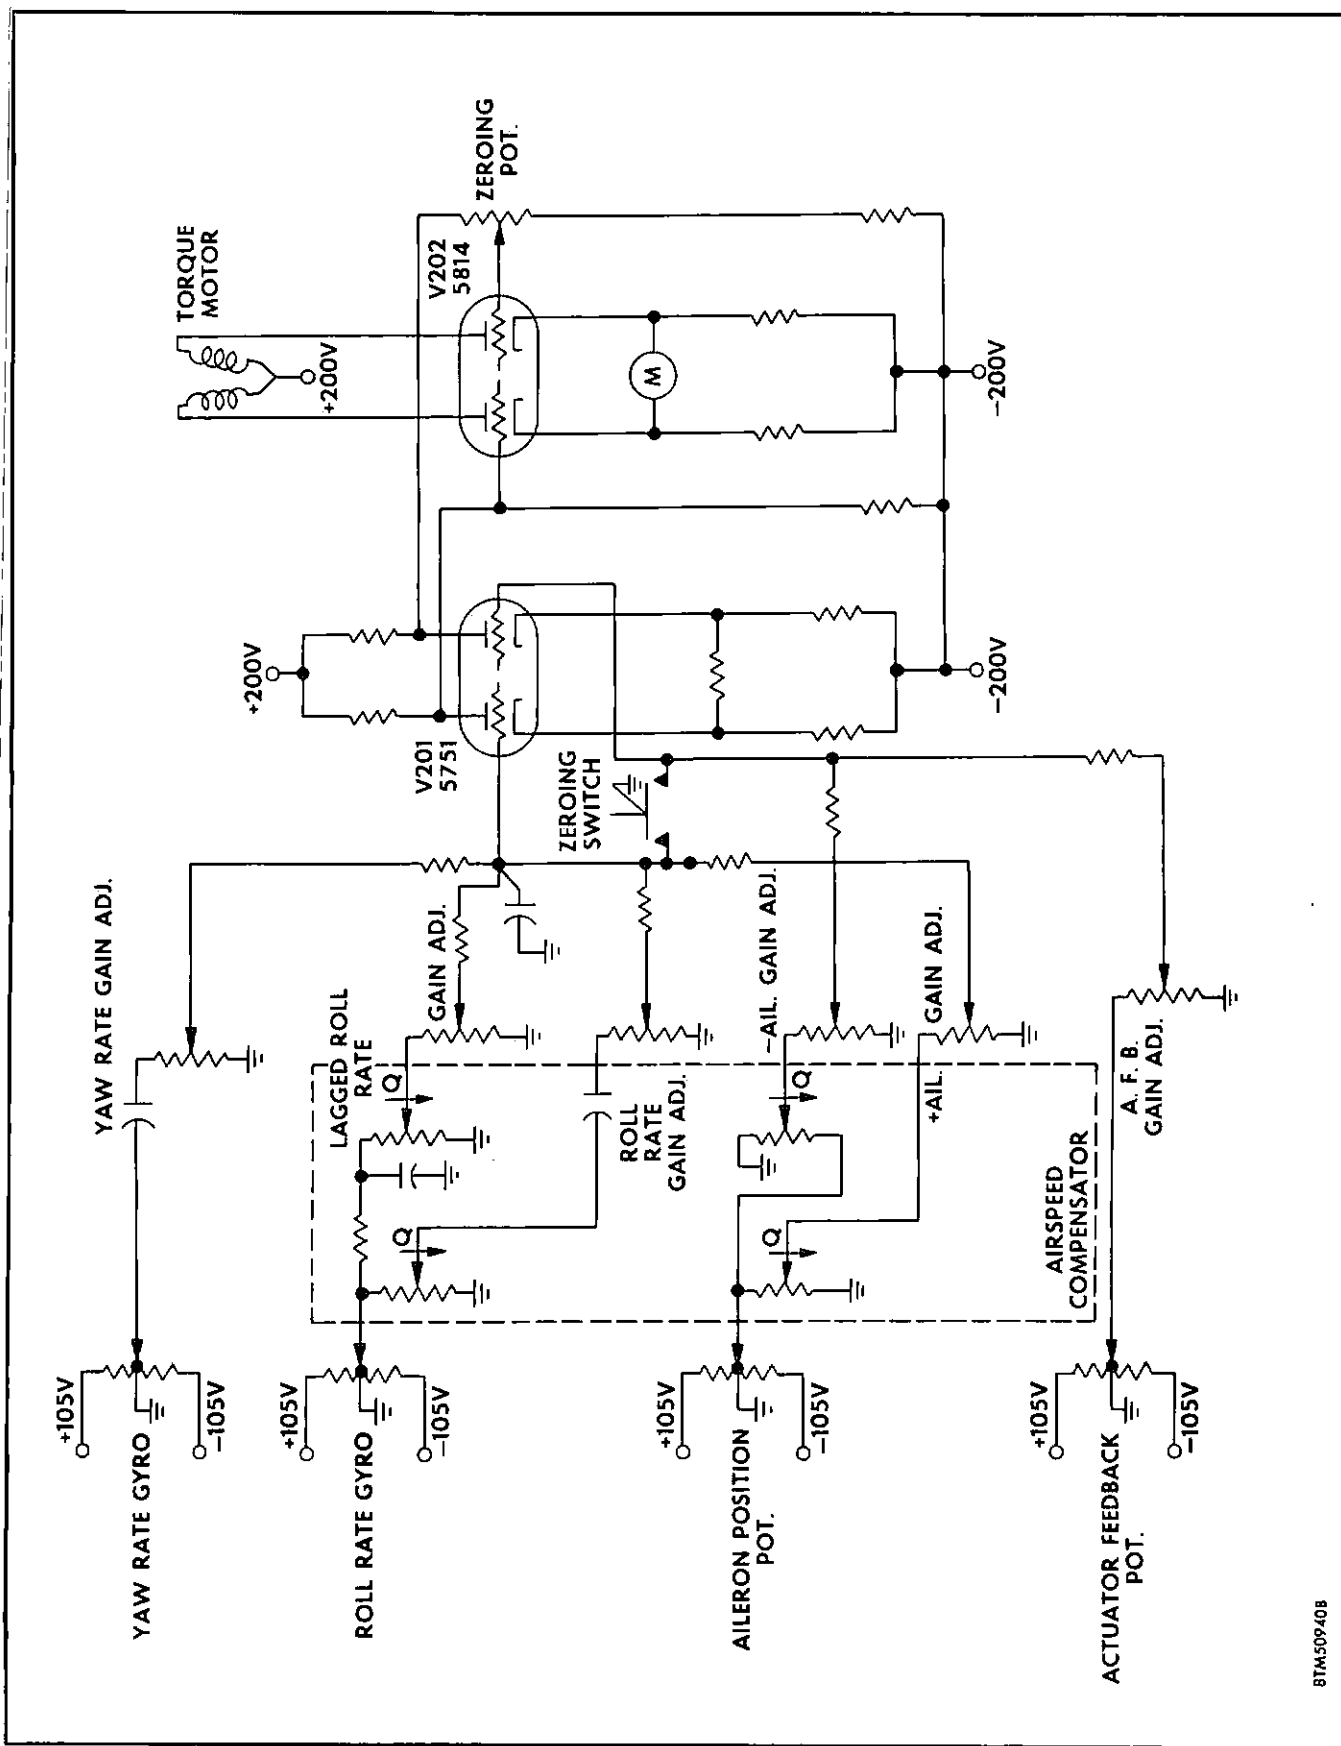 YAW RATE GYRO
+105V
-105V
YAW RATE GAIN ADJ.
ROLL RATE GYRO
+105V
-105V
LAGGED ROLL
RATE
Q
Q
GAIN ADJ.
ROLL
RATE
GAIN ADJ.
AILERON POSITION
POT.
+105V
-105V
Q
Q
-AIL. GAIN ADJ.
+AIL.
GAIN ADJ.
AIRSPEED
COMPENSATOR
ACTUATOR FEEDBACK
POT.
+105V
-105V
A. F. B.
GAIN ADJ.
ZEROING
SWITCH
V201
5751
+200V
-200V
TORQUE
MOTOR
+200V
V202
5814
ZEROING
POT.
M
-200V
BTM50940B